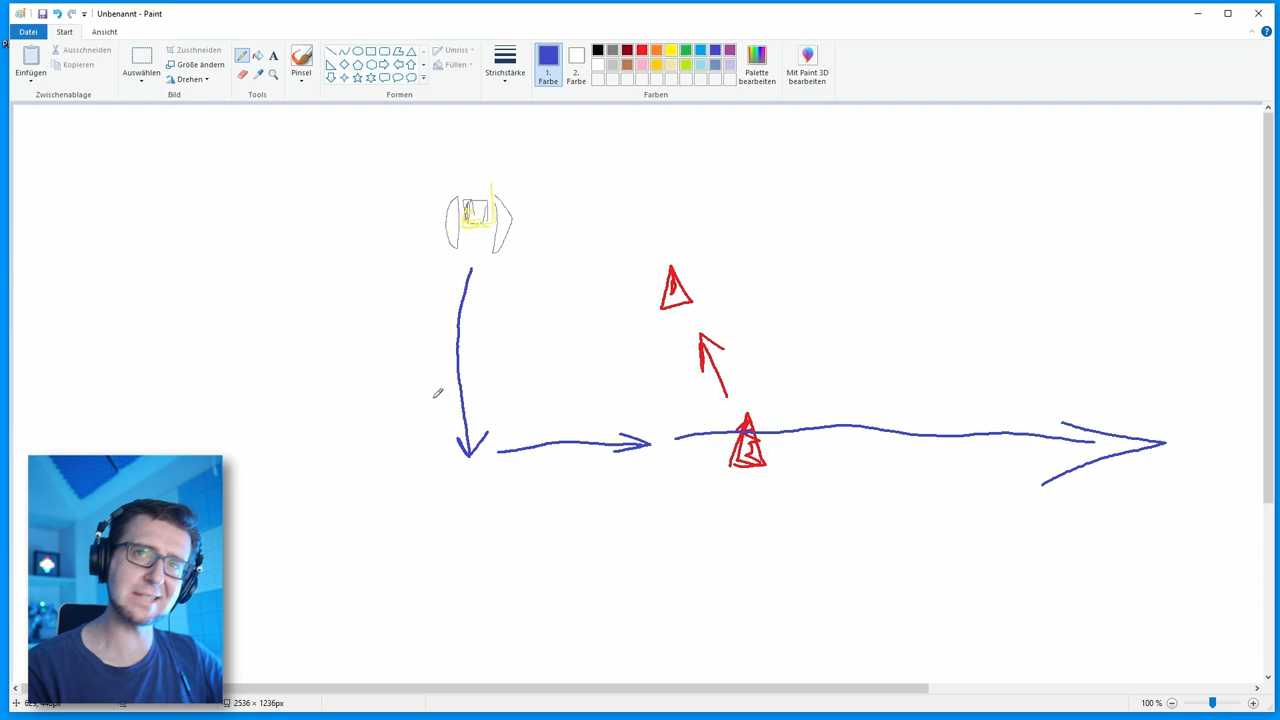 Unbenannt - Paint
Datei
Start
Ansicht
Einfügen
Ausschneiden
Kopieren
Zwischenablage
Auswählen
Zuschneiden
Größe ändern
Drehen
Bild
Tools
Pinsel
Umriss
Füllen
Formen
Strichstärke
1.
Farbe
2.
Farbe
Palette
bearbeiten
Farben
Mit Paint 3D
bearbeiten
2536 × 1236px
100 %